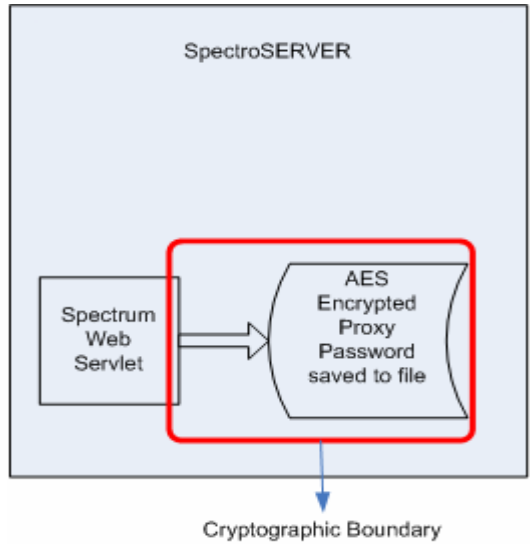 SpectroSERVER
Spectrum
Web
Servlet
AES
Encrypted
Proxy
Password
saved to file
Cryptographic Boundary